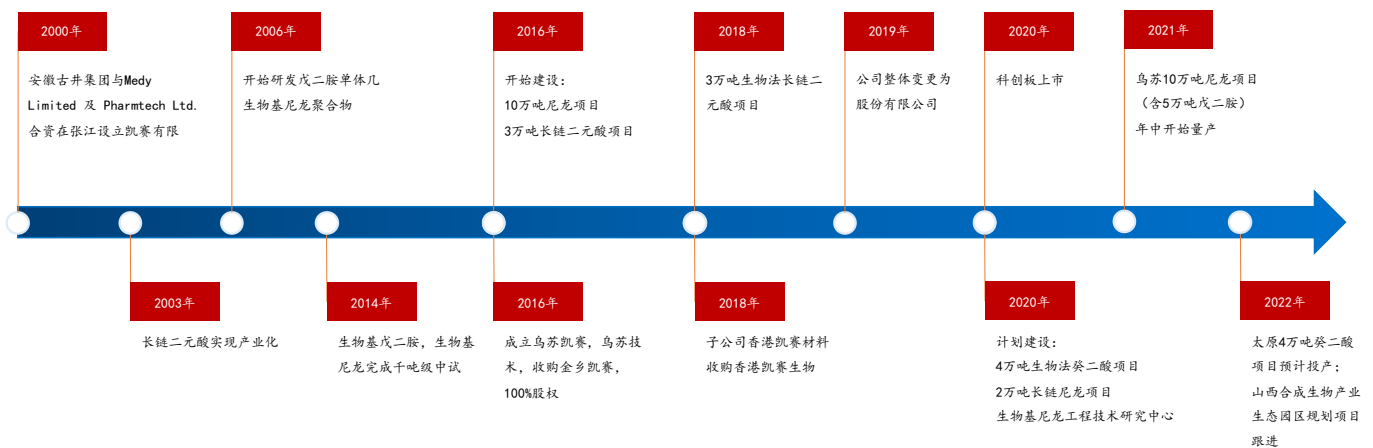 2000年
安徽古井集团与Medy
Limited 及 Pharmtech Ltd.
合资在张江设立凯赛有限
2006年
开始研发戊二胺单体几
生物基尼龙聚合物
2016年
开始建设：
10万吨尼龙项目
3万吨长链二元酸项目
2018年
3万吨生物法长链二
元酸项目
2019年
公司整体变更为
股份有限公司
2020年
科创板上市
2021年
乌苏10万吨尼龙项目
（含5万吨戊二胺）
年中开始量产
2003年
长链二元酸实现产业化
2014年
生物基戊二胺，生物基
尼龙完成千吨级中试
2016年
成立乌苏凯赛，乌苏技
术，收购金乡凯赛，
100%股权
2018年
子公司香港凯赛材料
收购香港凯赛生物
2020年
计划建设：
4万吨生物法癸二酸项目
2万吨长链尼龙项目
生物基尼龙工程技术研究中心
2022年
太原4万吨癸二酸
项目预计投产；
山西合成生物产业
生态园区规划项目
跟进